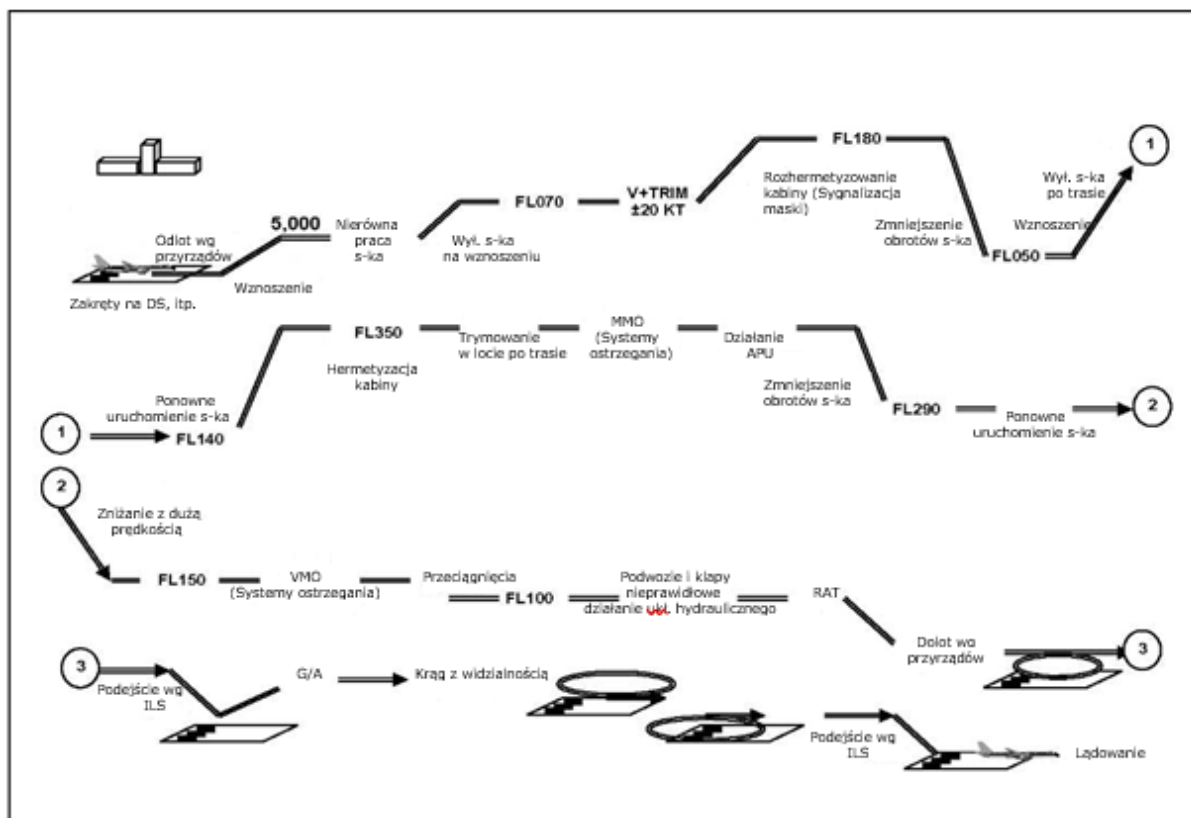 1
FL180
V+TRIM
±20 KT
FL070
Rozhermetyzowanie
kabiny (Sygnalizacja
maski)
Wył. s-ka
po trasie
5,000
Nierówna
praca
s-ka
Zmniejszenie
obrotów s-ka
Wznoszenie
Odlot wg
przyrządów
Wył. s-ka
na wznoszeniu
FL050
Wznoszenie
Zakręty na DS, itp.
FL350
Trymowanie
w locie po trasie
MMO
(Systemy
ostrzegania)
Działanie
APU
Hermetyzacja
kabiny
Zmniejszenie
obrotów s-ka
Ponowne
uruchomienie s-ka
1
FL140
FL290
Ponowne
uruchomienie s-ka
2
2
Zniżanie z dużą
prędkością
FL150
VMO
(Systemy ostrzegania)
Przeciągnięcia
FL100
Podwozie i klapy
nieprawidłowe
działanie ukł. hydraulicznego
RAT
Dolot wg
przyrządów
3
3
Podejście wg
ILS
G/A
Krąg z widzialnością
Podejście wg
ILS
Lądowanie